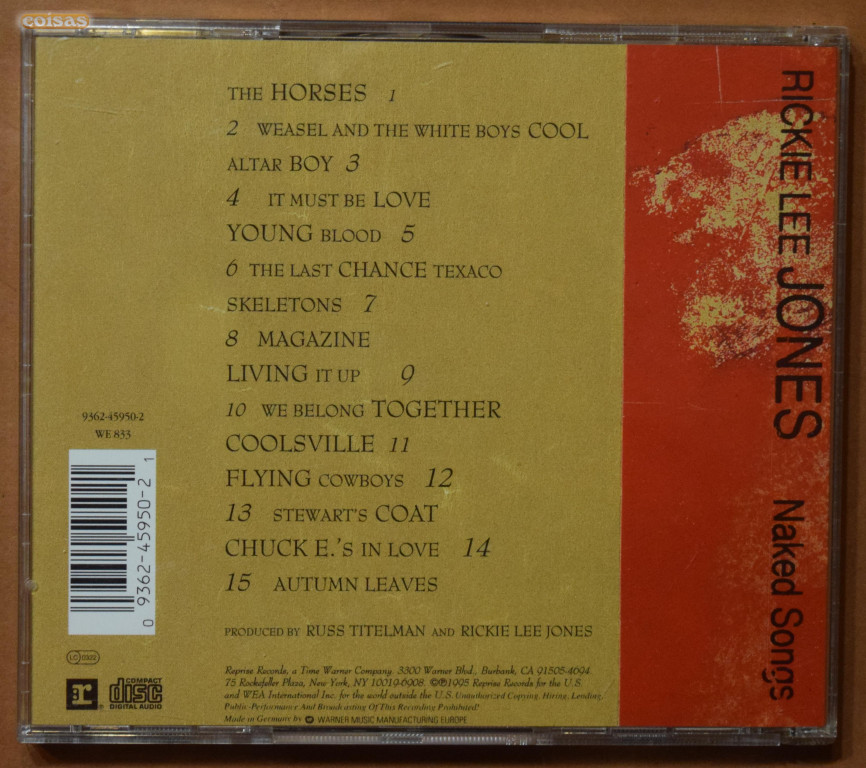 coisas
THE HORSES 1
2 WEASEL AND THE WHITE BOYS COOL
ALTAR BOY 3
4 IT MUST BE LOVE
YOUNG BLOOD 5
6 THE LAST CHANCE TEXACO
SKELETONS 7
8 MAGAZINE
LIVING IT UP 9
10 WE BELONG TOGETHER
COOLSVILLE 11
FLYING COWBOYS 12
13 STEWART'S COAT
CHUCK E.'S IN LOVE 14
15 AUTUMN LEAVES
PRODUCED BY RUSS TITELMAN AND RICKIE LEE JONES
Reprise Records, a Time Warner Company. 3300 Warner Blvd., Burbank, CA 91505-4694.
75 Rockefeller Plaza, New York, NY 10019-6908. ©℗1995 Reprise Records for the U.S.
and WEA International Inc. for the world outside the U.S. Unauthorized Copying, Hiring, Lending,
Public Performance And Broadcasting Of This Recording Prohibited!
Made in Germany by WARNER MUSIC MANUFACTURING EUROPE
9362-45950-2
WE 833
0 9362-45950-2 1
LC 0322
r ®
COMPACT
disc
DIGITAL AUDIO
RICKIE LEE JONES Naked Songs